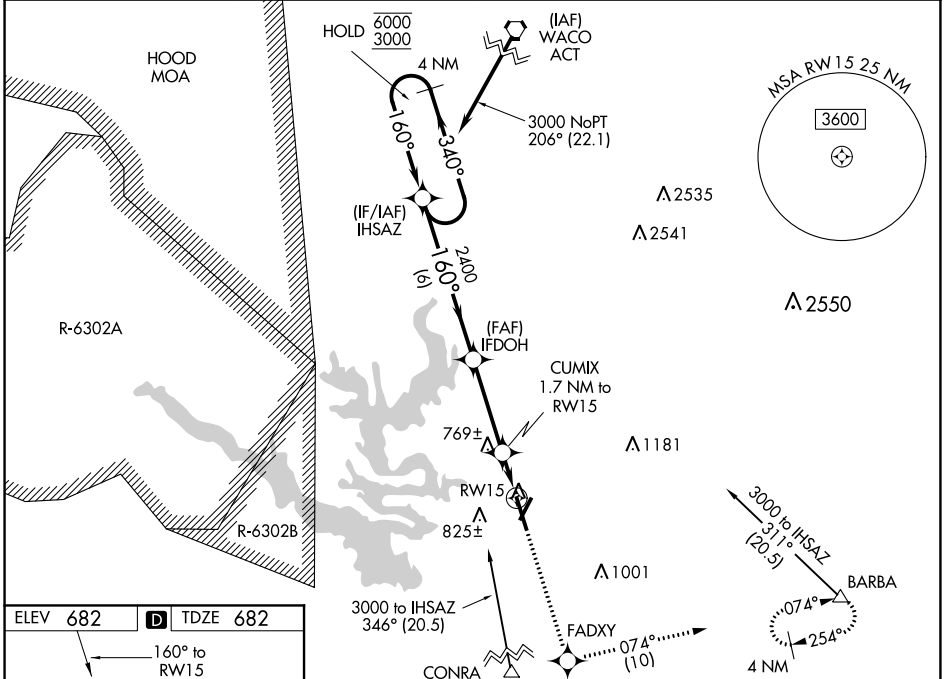 HOOD
MOA
HOLD
6000
3000
4 NM
(IAF)
WACO
ACT
3000 NoPT
206° (22.1)
160°
340°
MSA RW15 25 NM
3600
(IF/IAF)
IHSAZ
2535
2541
2550
2400
160°
(6)
R-6302A
(FAF)
IFDOH
CUMIX
1.7 NM to
RW15
769±
1181
RW15
825±
R-6302B
1001
3000 to IHSAZ
311°
(20.5)
BARBA
074°
254°
4 NM
3000 to IHSAZ
346° (20.5)
CONRA
FADXY
074°
(10)
ELEV 682 D TDZE 682
160° to
RW15